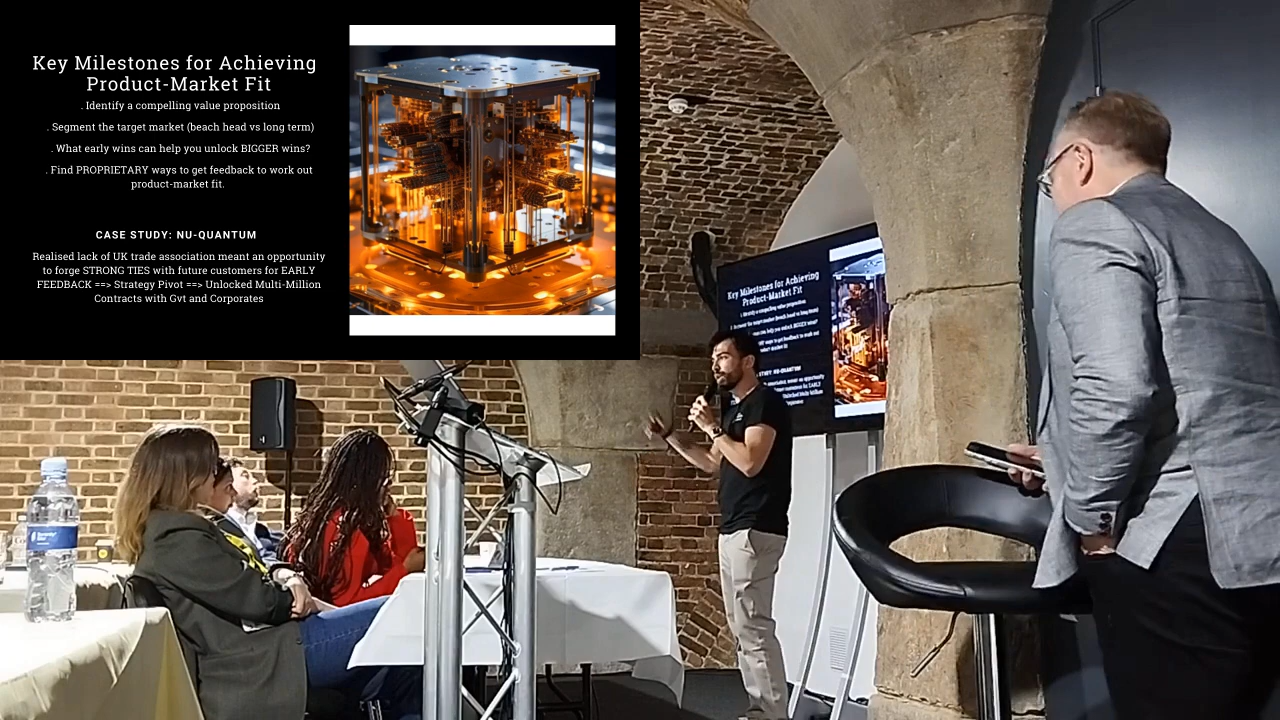 Key Milestones for Achieving
Product-Market Fit
. Identify a compelling value proposition
. Segment the target market (beach head vs long term)
. What early wins can help you unlock BIGGER wins?
. Find PROPRIETARY ways to get feedback to work out
product-market fit.
CASE STUDY: NU-QUANTUM
Realised lack of UK trade association meant an opportunity
to forge STRONG TIES with future customers for EARLY
FEEDBACK ==> Strategy Pivot ==> Unlocked Multi-Million
Contracts with Gvt and Corporates
Key Milestones for Achieving
Product-Market Fit
. Identify a compelling value proposition